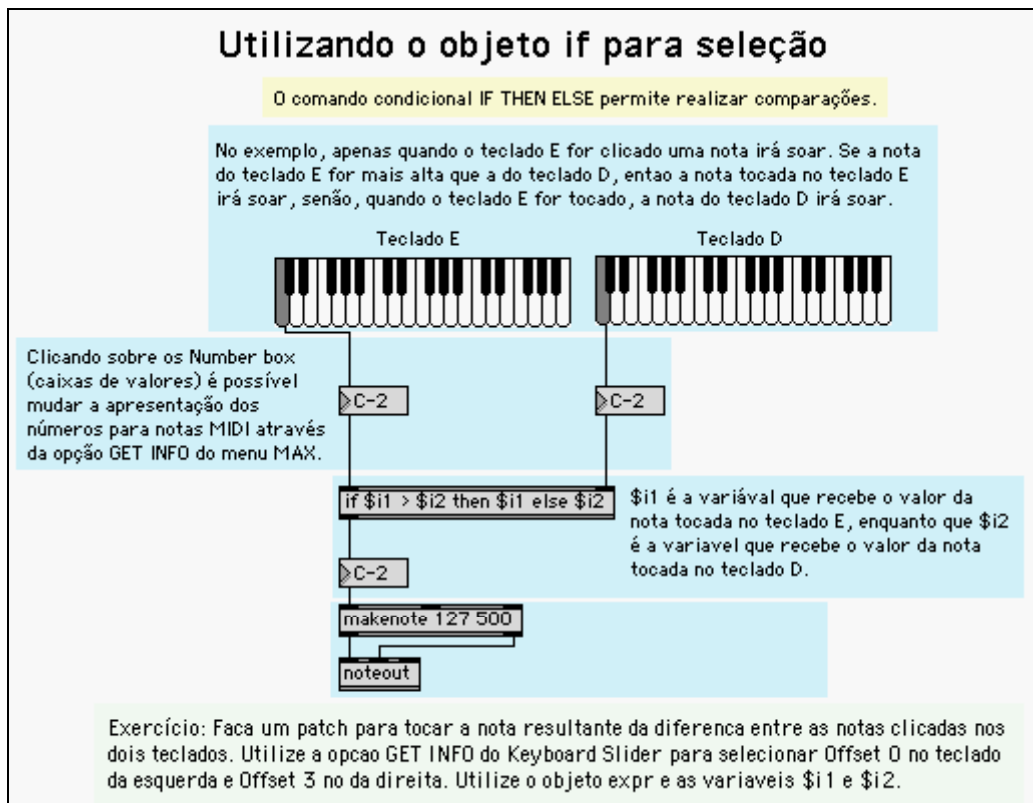 Utilizando o objeto if para seleção
O comando condicional IF THEN ELSE permite realizar comparações.
No exemplo, apenas quando o teclado E for clicado uma nota irá soar. Se a nota
do teclado E for mais alta que a do teclado D, entao a nota tocada no teclado E
irá soar, senão, quando o teclado E for tocado, a nota do teclado D irá soar.
Teclado E
Teclado D
Clicando sobre os Number box
(caixas de valores) é possível
mudar a apresentação dos
números para notas MIDI através
da opção GET INFO do menu MAX.
C-2
C-2
if $i1 > $i2 then $i1 else $i2
$i1 é a variával que recebe o valor da
nota tocada no teclado E, enquanto que $i2
é a variavel que recebe o valor da nota
tocada no teclado D.
C-2
makenote 127 500
noteout
Exercício: Faca um patch para tocar a nota resultante da diferenca entre as notas clicadas nos
dois teclados. Utilize a opcao GET INFO do Keyboard Slider para selecionar Offset 0 no teclado
da esquerda e Offset 3 no da direita. Utilize o objeto expr e as variaveis $i1 e $i2.